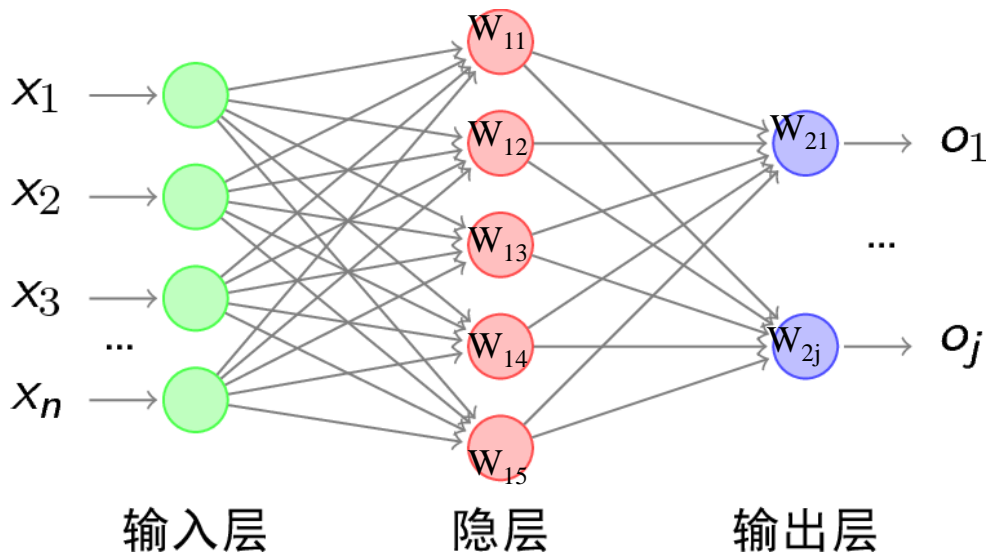 x₁
x₂
x₃
...
xₙ
W₁₁
W₁₂
W₁₃
W₁₄
W₁₅
W₂₁
W₂ⱼ
o₁
...
oⱼ
输入层 隐层 输出层